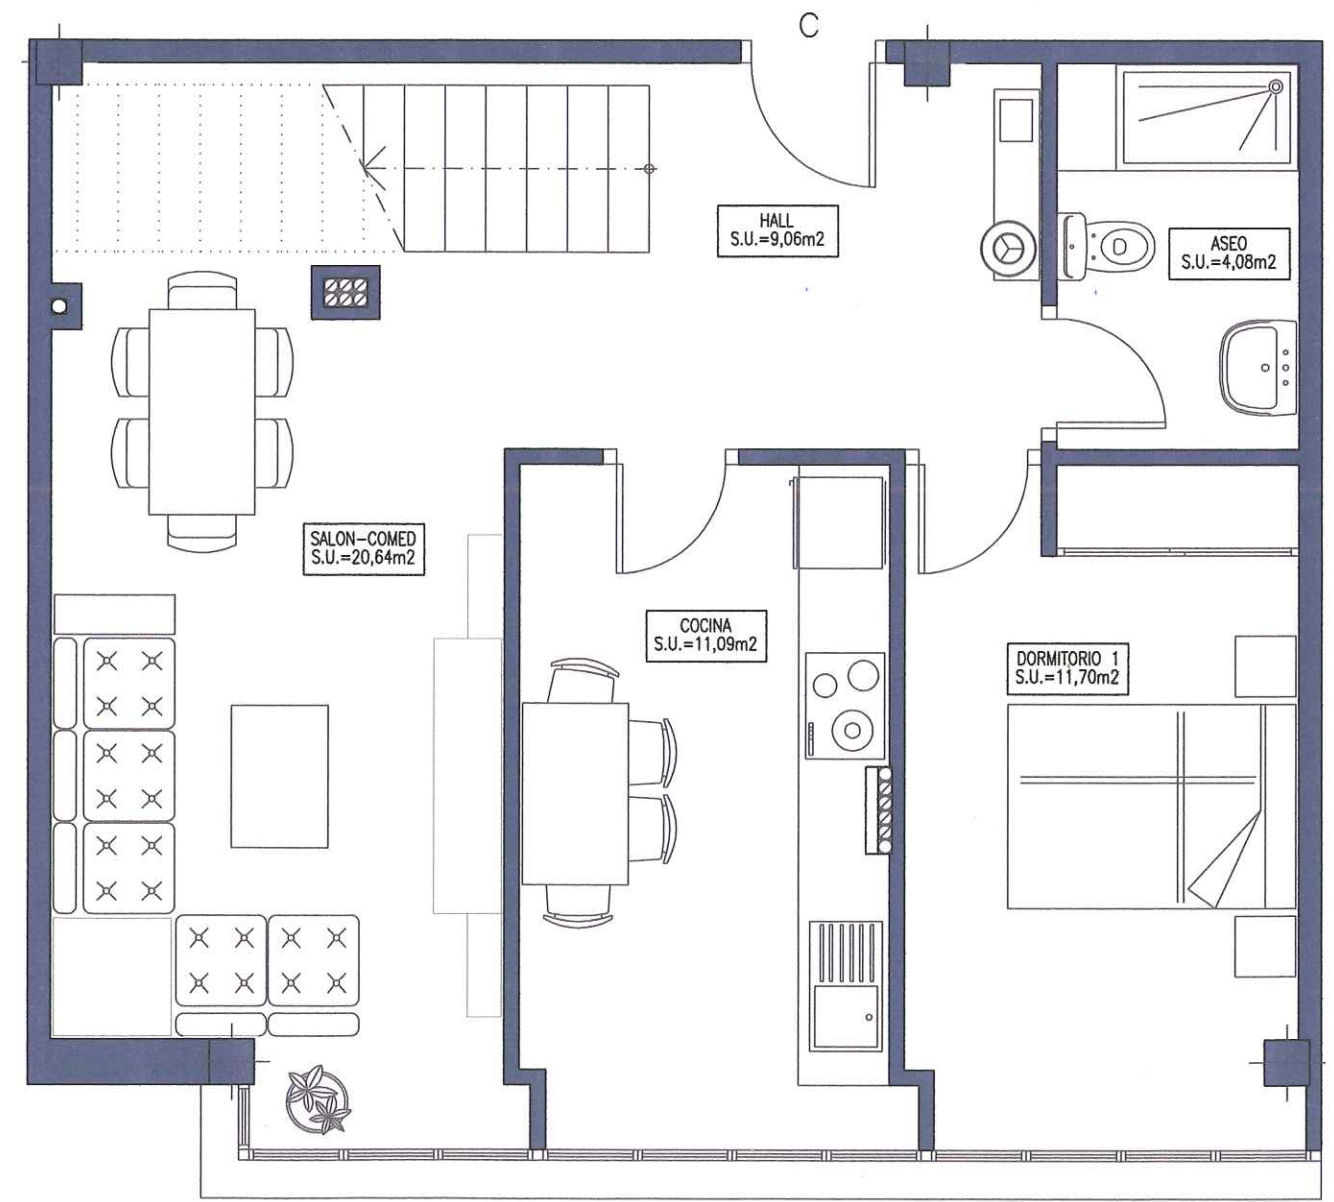 C
HALL
S.U.=9,06m2
ASEO
S.U.=4,08m2
SALON-COMED
S.U.=20,64m2
COCINA
S.U.=11,09m2
DORMITORIO 1
S.U.=11,70m2